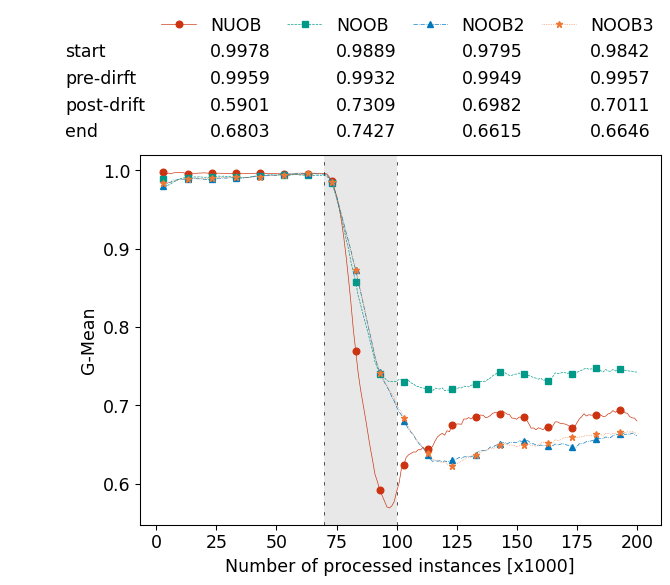 NUOB NOOB NOOB2 NOOB3
start 0.9978 0.9889 0.9795 0.9842
pre-dirft 0.9959 0.9932 0.9949 0.9957
post-drift 0.5901 0.7309 0.6982 0.7011
end 0.6803 0.7427 0.6615 0.6646
1.0
0.9
0.8
0.7
0.6
G-Mean
0 25 50 75 100 125 150 175 200
Number of processed instances [x1000]